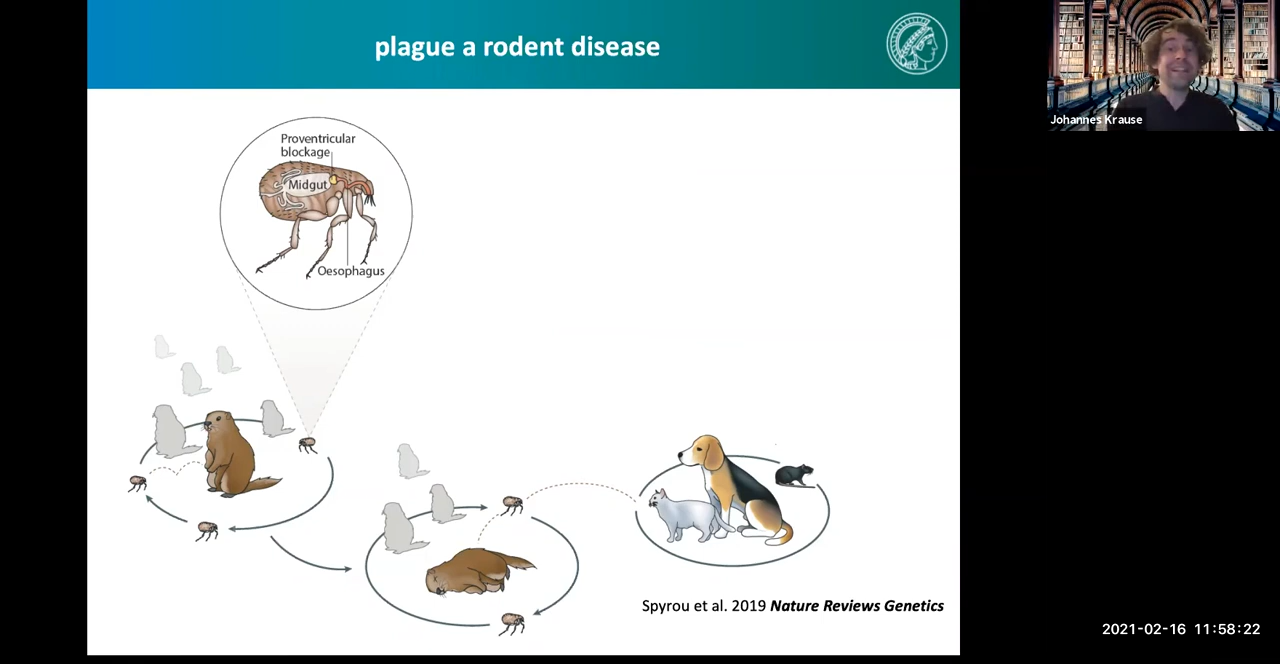 plague a rodent disease
Johannes Krause
Proventricular
blockage
Midgut
Oesophagus
Spyrou et al. 2019 Nature Reviews Genetics
2021-02-16 11:58:22